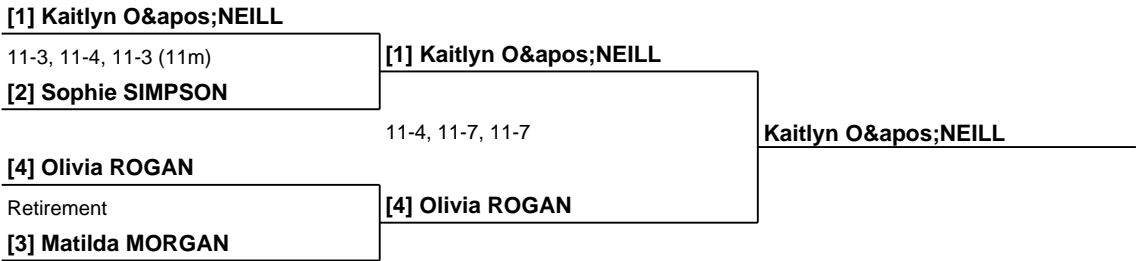 [1] Kaitlyn O&apos;NEILL
11-3, 11-4, 11-3 (11m)
[1] Kaitlyn O&apos;NEILL
[2] Sophie SIMPSON
11-4, 11-7, 11-7
Kaitlyn O&apos;NEILL
[4] Olivia ROGAN
Retirement
[4] Olivia ROGAN
[3] Matilda MORGAN